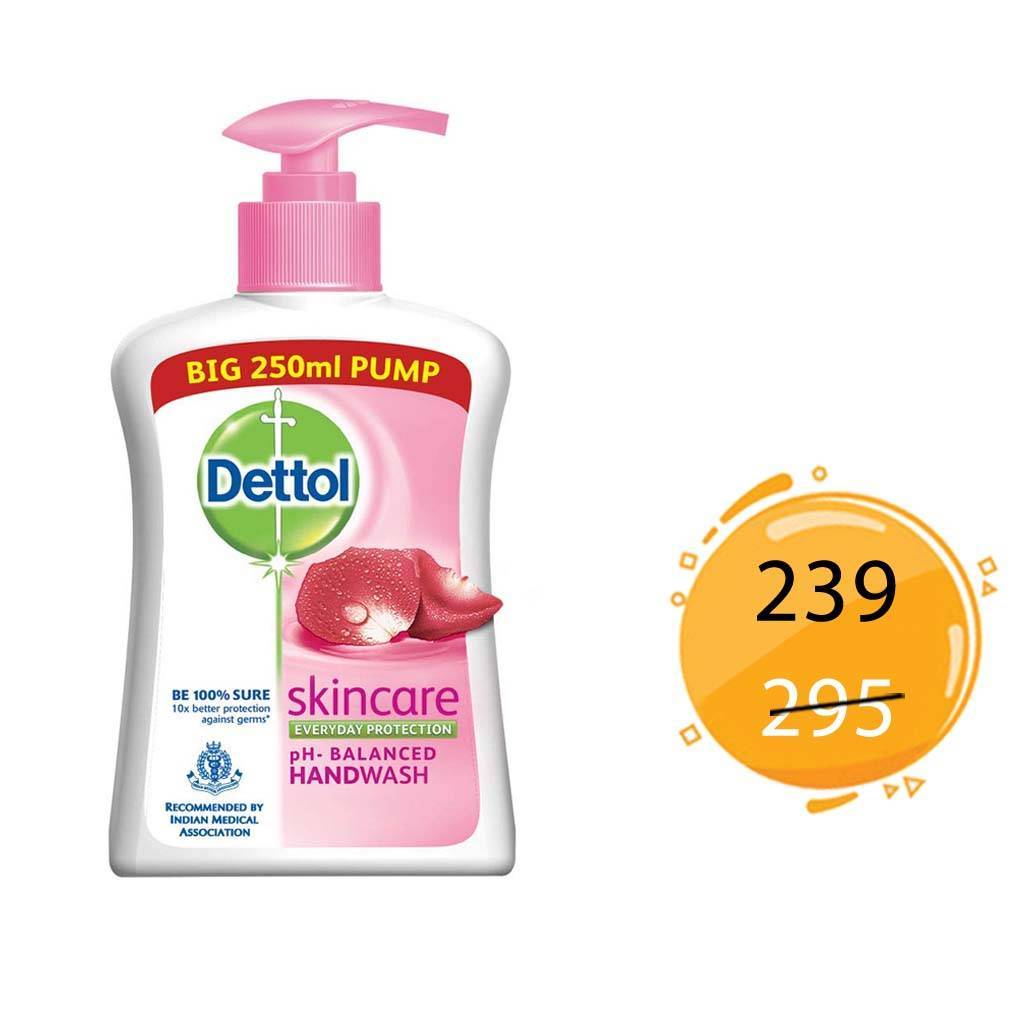 BIG 250ml PUMP
Dettol
BE 100% SURE
10x better protection
against germs*
RECOMMENDED BY
INDIAN MEDICAL
ASSOCIATION
skincare
EVERYDAY PROTECTION
pH- BALANCED
HANDWASH
239
295